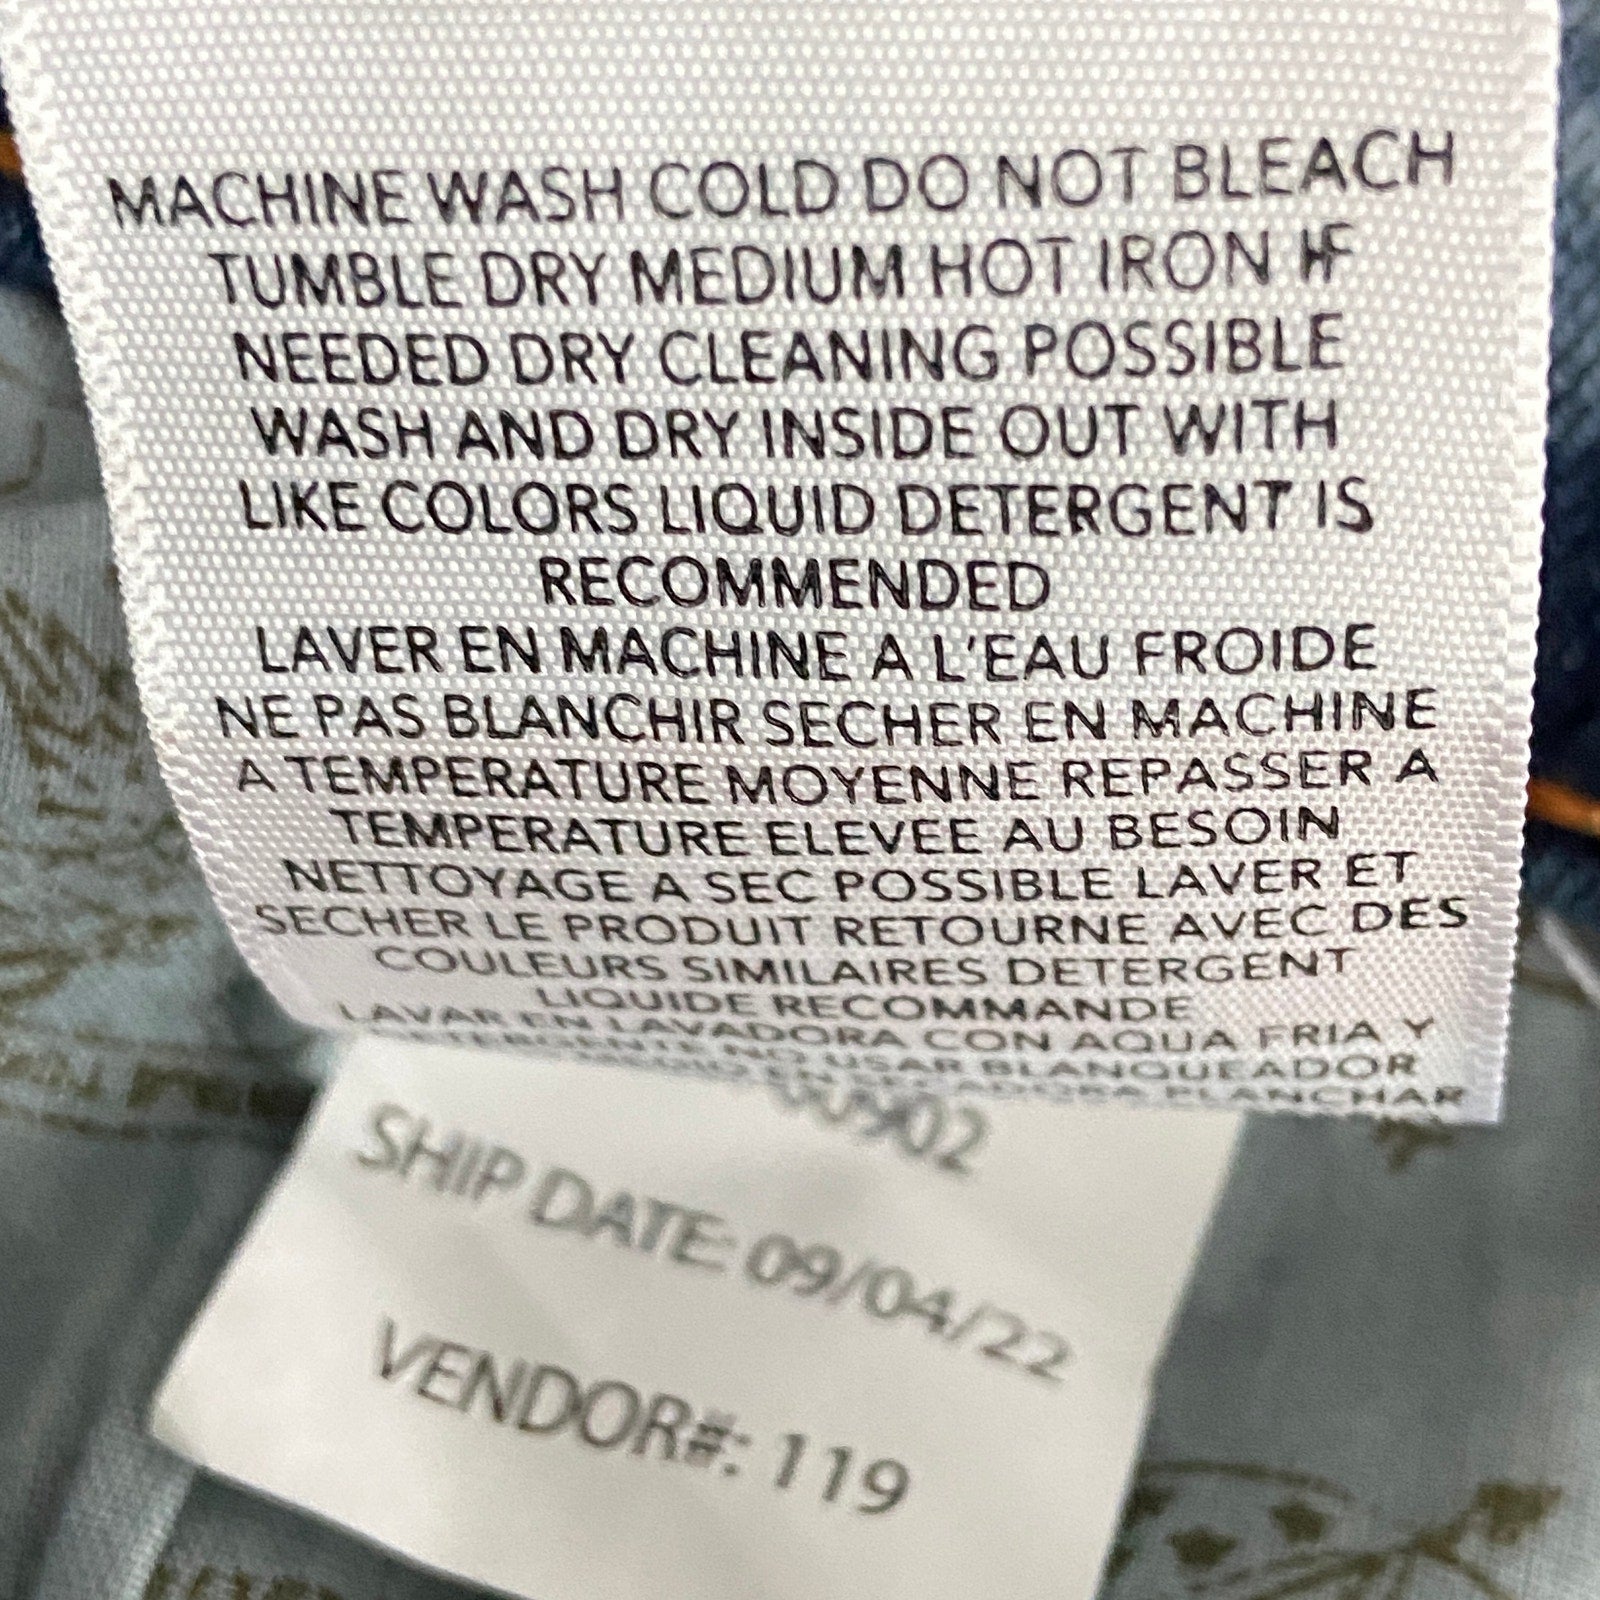 MACHINE WASH COLD DO NOT BLEACH
TUMBLE DRY MEDIUM HOT IRON IF
NEEDED DRY CLEANING POSSIBLE
WASH AND DRY INSIDE OUT WITH
LIKE COLORS LIQUID DETERGENT IS
RECOMMENDED
LAVER EN MACHINE A L'EAU FROIDE
NE PAS BLANCHIR SECHER EN MACHINE
A TEMPERATURE MOYENNE REPASSER A
TEMPERATURE ELEVEE AU BESOIN
NETTOYAGE A SEC POSSIBLE LAVER ET
SECHER LE PRODUIT RETOURNE AVEC DES
COULEURS SIMILAIRES DETERGENT
LIQUIDE RECOMMANDE
LAVAR EN LAVADORA CON AQUA FRIA Y
DETERGENTE NO USAR BLANQUEADOR
EN SECADORA PLANCHAR
SHIP DATE: 09/04/22
VENDOR#: 119